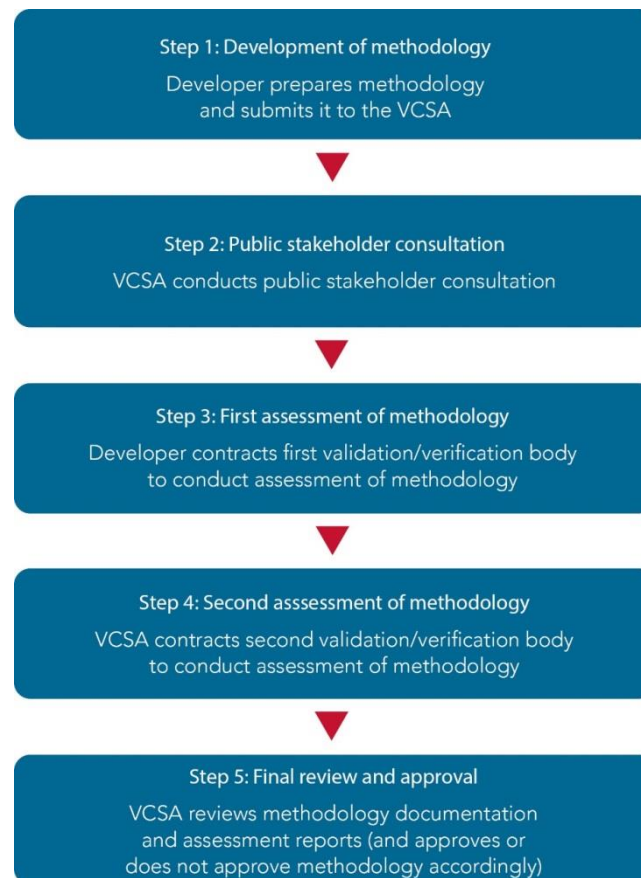 Step 1: Development of methodology
Developer prepares methodology
and submits it to the VCSA
Step 2: Public stakeholder consultation
VCSA conducts public stakeholder consultation
Step 3: First assessment of methodology
Developer contracts first validation/verification body
to conduct assessment of methodology
Step 4: Second asssessment of methodology
VCSA contracts second validation/verification body
to conduct assessment of methodology
Step 5: Final review and approval
VCSA reviews methodology documentation
and assessment reports (and approves or
does not approve methodology accordingly)